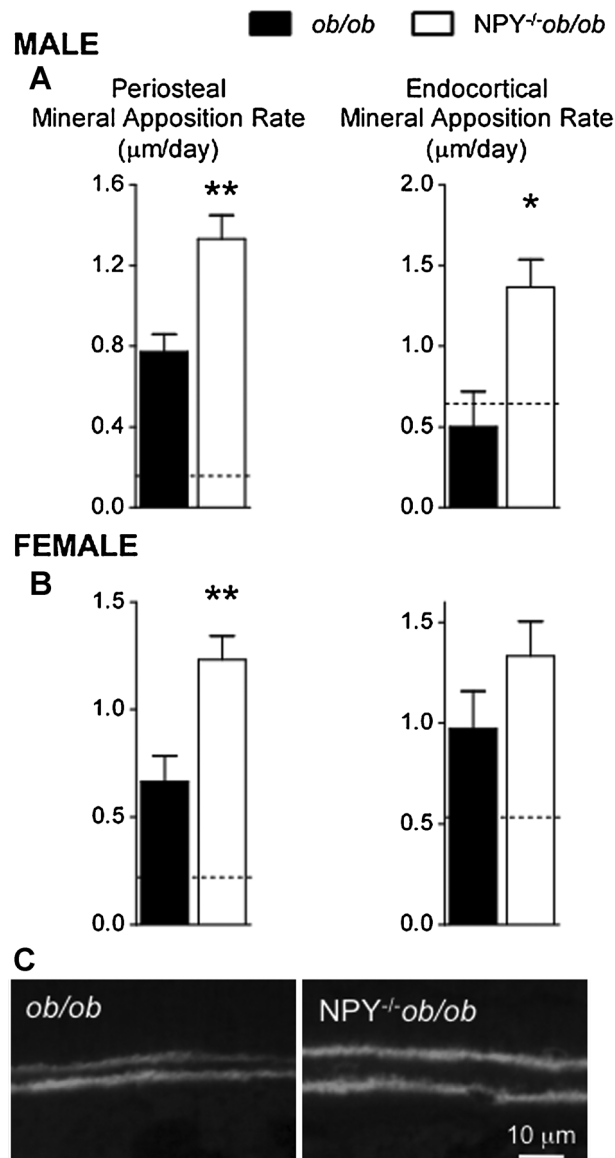 ob/ob NPY-/-ob/ob
MALE
A
Periosteal
Mineral Apposition Rate
(μm/day)
Endocortical
Mineral Apposition Rate
(μm/day)
1.6
1.2
0.8
0.4
0.0
**
2.0
1.5
1.0
0.5
0.0
*
FEMALE
B
1.5
1.0
0.5
0.0
**
1.5
1.0
0.5
0.0
C
ob/ob
NPY-/-ob/ob
10 μm